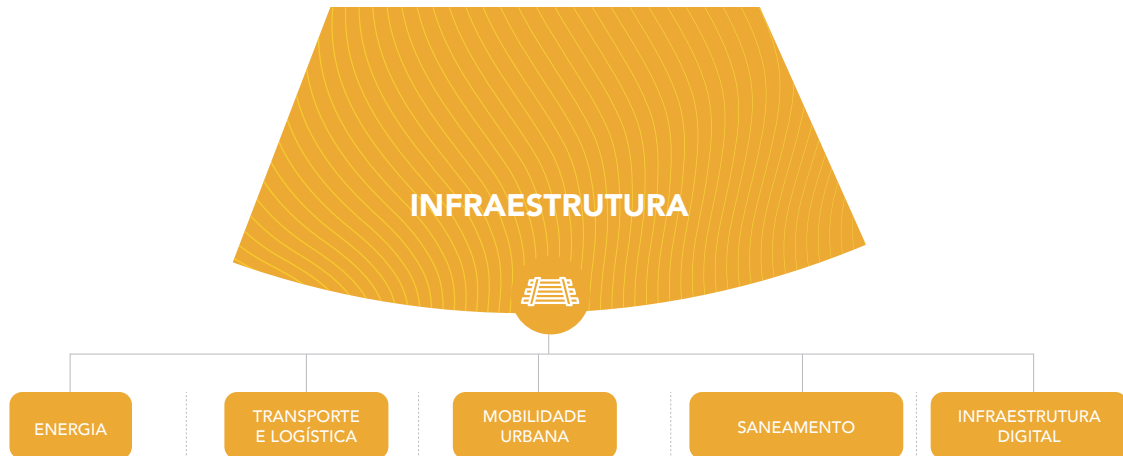 INFRAESTRUTURA
ENERGIA
TRANSPORTE
E LOGÍSTICA
MOBILIDADE
URBANA
SANEAMENTO
INFRAESTRUTURA
DIGITAL